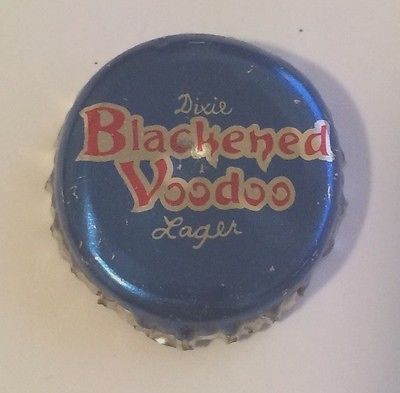 Dixie
Blackened
Voodoo
Lager